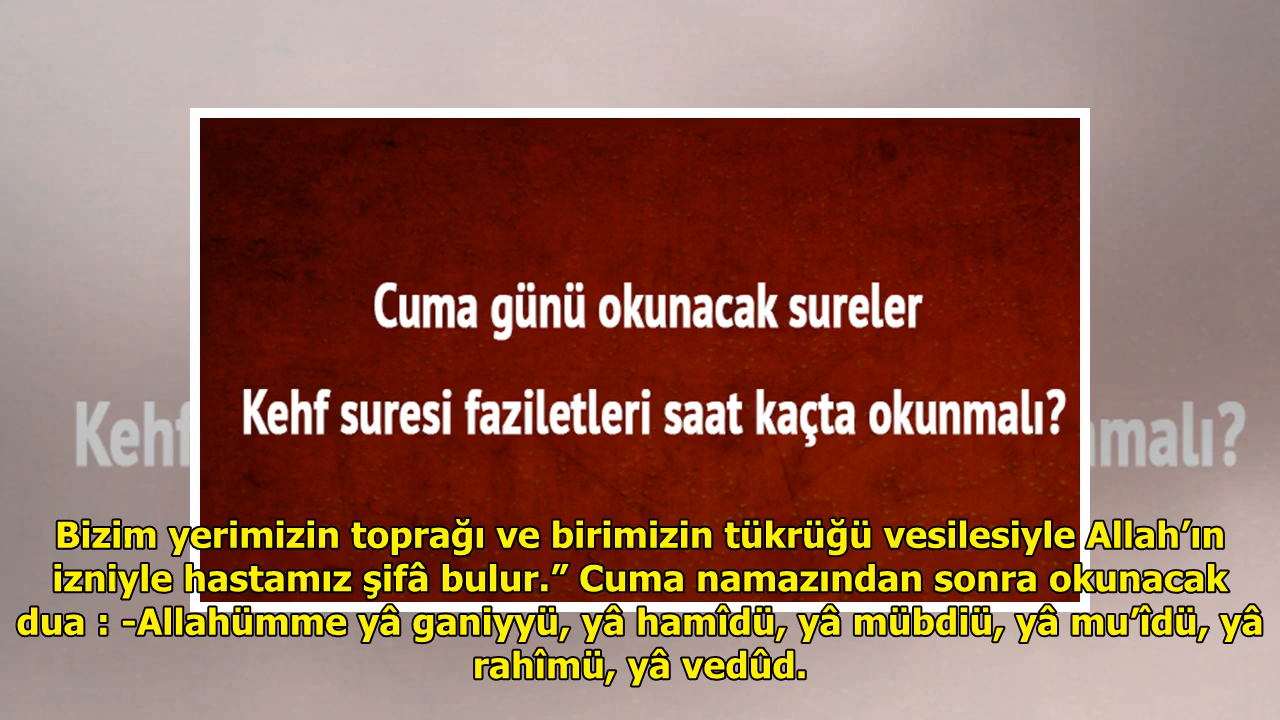 Cuma günü okunacak sureler
Kehf suresi faziletleri saat kaçta okunmalı?
Kehf
malı?
Bizim yerimizin toprağı ve birimizin tükrüğü vesilesiyle Allah’ın
izniyle hastamız şifâ bulur.” Cuma namazından sonra okunacak
dua : -Allahümme yâ ganiyyü, yâ hamîdü, yâ mübdiü, yâ mu’îdü, yâ
rahîmü, yâ vedûd.